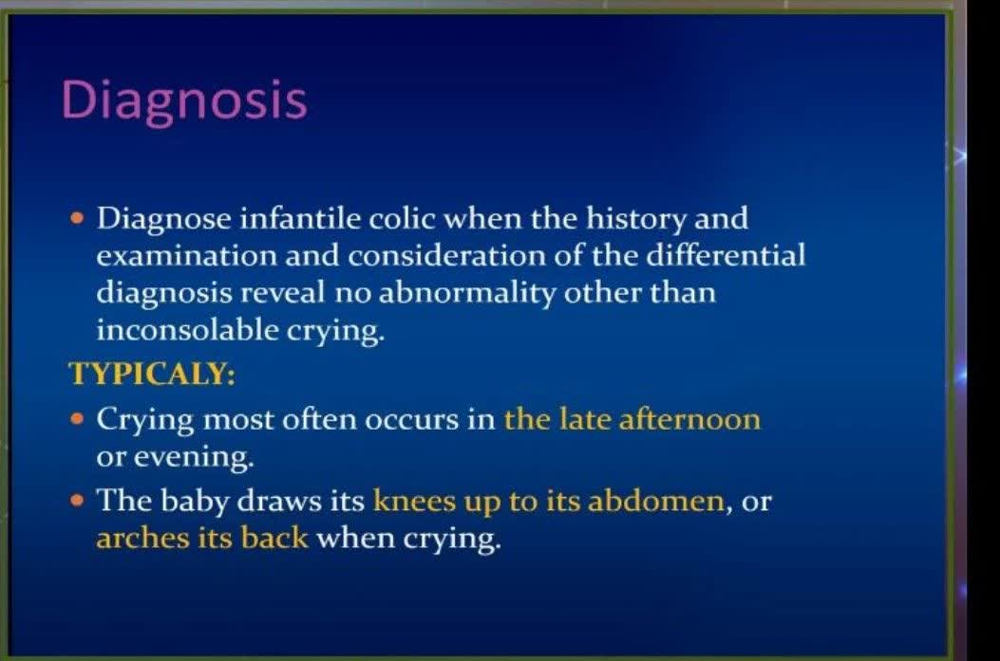 Diagnosis
• Diagnose infantile colic when the history and
examination and consideration of the differential
diagnosis reveal no abnormality other than
inconsolable crying.
TYPICALY:
• Crying most often occurs in the late afternoon
or evening.
• The baby draws its knees up to its abdomen, or
arches its back when crying.